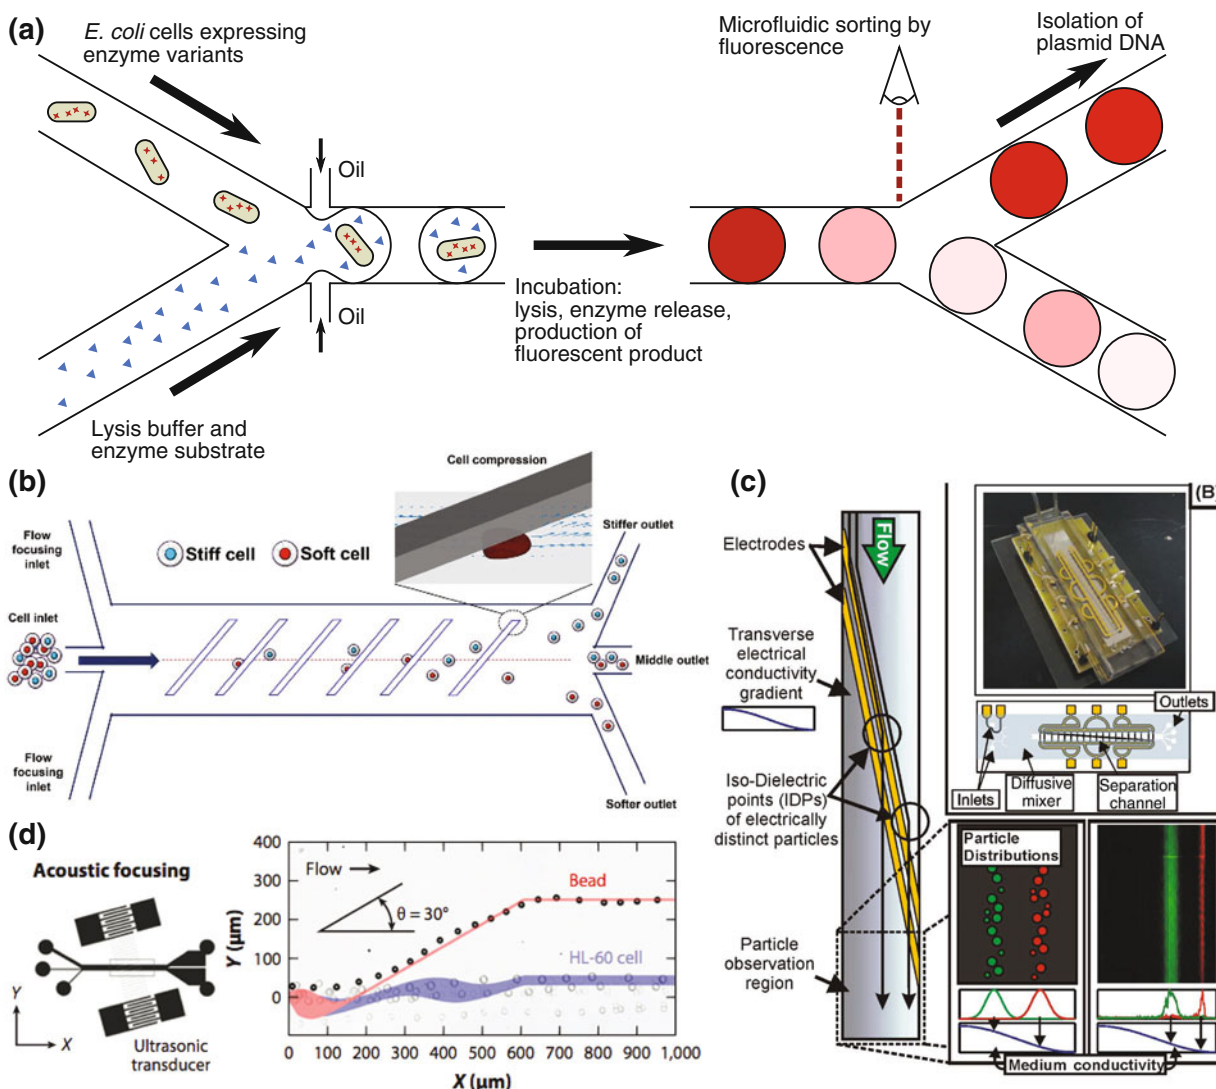 (a)
E. coli cells expressing
enzyme variants
Oil
Oil
Lysis buffer and
enzyme substrate
Incubation:
lysis, enzyme release,
production of
fluorescent product
Microfluidic sorting by
fluorescence
Isolation of
plasmid DNA
(b)
Cell compression
Flow
focusing
inlet
Stiff cell
Soft cell
Stiffer outlet
Cell inlet
Middle outlet
Flow
focusing
inlet
Softer outlet
(c)
Flow
Electrodes
Transverse
electrical
conductivity
gradient
Iso-Dielectric
points (IDPs)
of electrically
distinct particles
Particle
observation
region
(B)
Outlets
Inlets
Diffusive
mixer
Separation
channel
Particle
Distributions
Medium conductivity
(d)
Acoustic focusing
Y
X
Ultrasonic
transducer
400
300
200
100
0
Y (μm)
Flow
θ = 30°
Bead
HL-60 cell
0 100 200 300 400 500 600 700 800 900 1,000
X (μm)